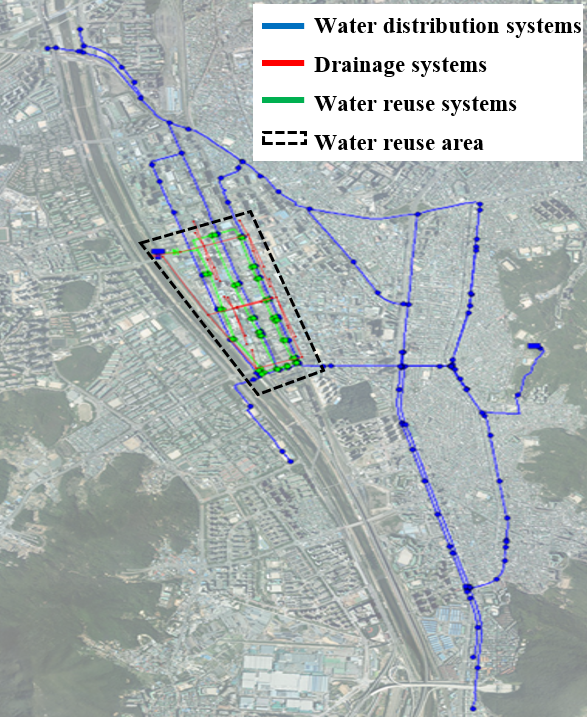 Water distribution systems
Drainage systems
Water reuse systems
Water reuse area